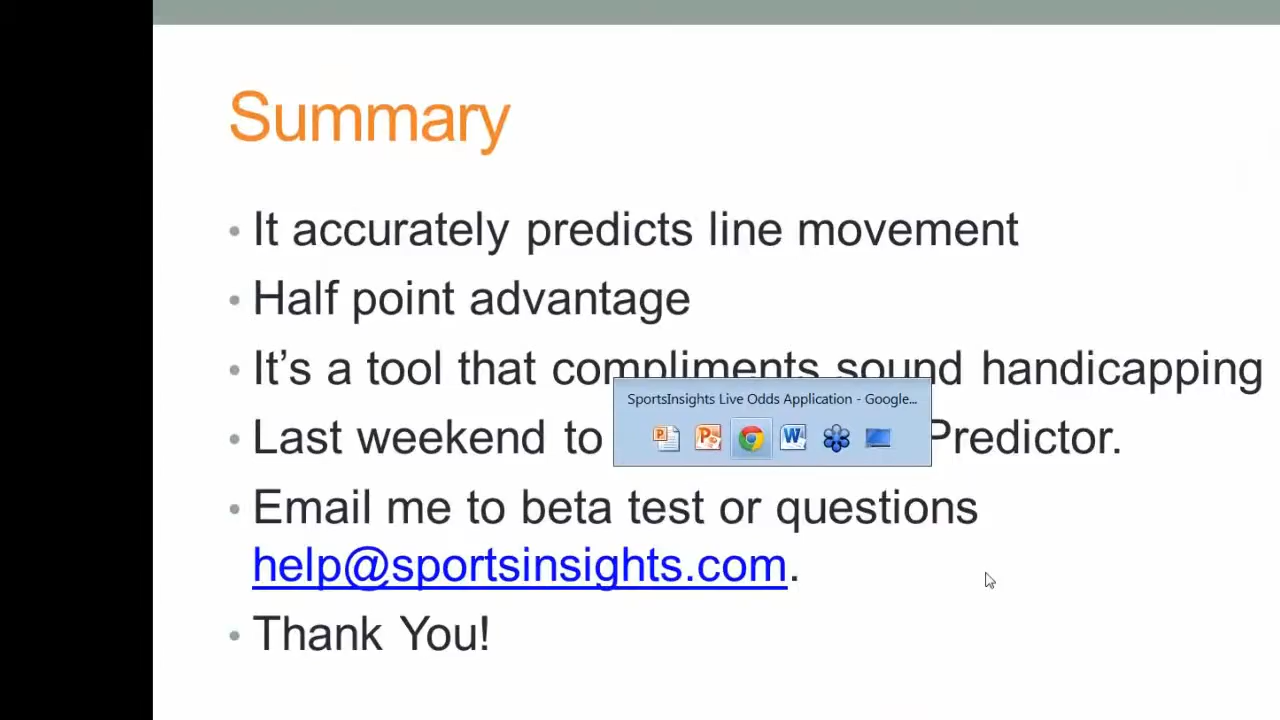 Summary
• It accurately predicts line movement
• Half point advantage
• It’s a tool that compliments sound handicapping
SportsInsights Live Odds Application - Google...
• Last weekend to Predictor.
• Email me to beta test or questions
help@sportsinsights.com.
• Thank You!